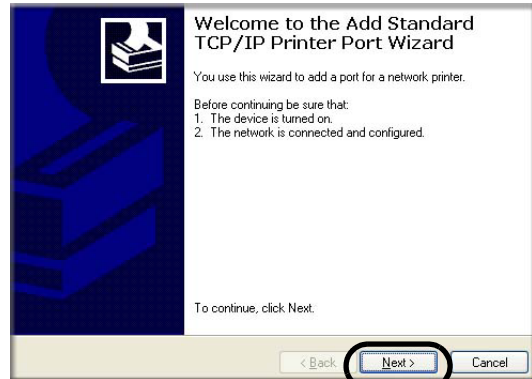 Welcome to the Add Standard
TCP/IP Printer Port Wizard
You use this wizard to add a port for a network printer.
Before continuing be sure that:
1. The device is turned on.
2. The network is connected and configured.
To continue, click Next.
< Back
Next >
Cancel